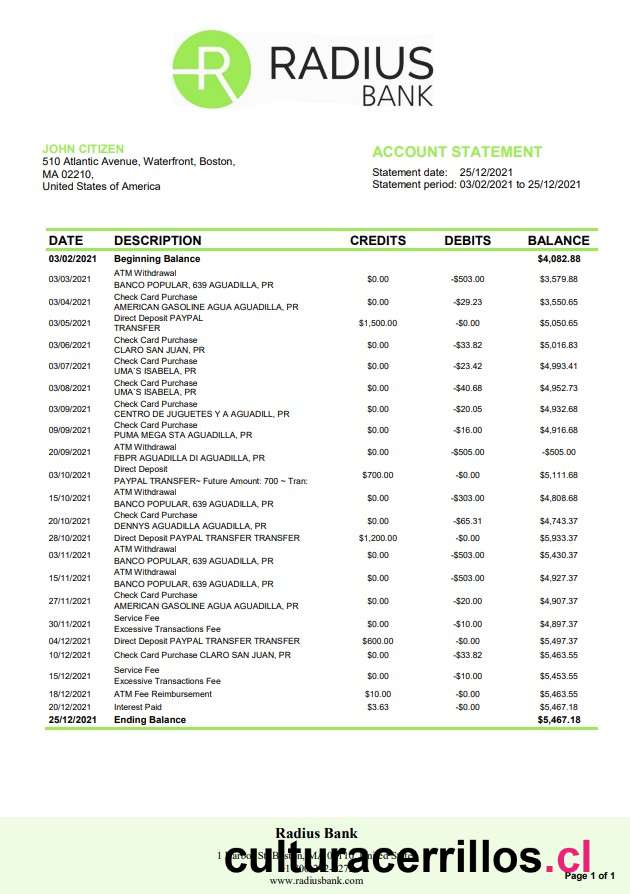 RADIUS
BANK
JOHN CITIZEN
510 Atlantic Avenue, Waterfront, Boston,
MA 02210,
United States of America
ACCOUNT STATEMENT
Statement date: 25/12/2021
Statement period: 03/02/2021 to 25/12/2021
DATE DESCRIPTION CREDITS DEBITS BALANCE
03/02/2021 Beginning Balance $4,082.88
ATM Withdrawal
03/03/2021 BANCO POPULAR, 639 AGUADILLA, PR $0.00 -$503.00 $3,579.88
Check Card Purchase
03/04/2021 AMERICAN GASOLINE AGUA AGUADILLA, PR $0.00 -$29.23 $3,550.65
Direct Deposit PAYPAL
03/05/2021 TRANSFER $1,500.00 -$0.00 $5,050.65
Check Card Purchase
03/06/2021 CLARO SAN JUAN, PR $0.00 -$33.82 $5,016.83
Check Card Purchase
03/07/2021 UMA`S ISABELA, PR $0.00 -$23.42 $4,993.41
Check Card Purchase
03/08/2021 UMA`S ISABELA, PR $0.00 -$40.68 $4,952.73
Check Card Purchase
03/09/2021 CENTRO DE JUGUETES Y A AGUADILL, PR $0.00 -$20.05 $4,932.68
Check Card Purchase
09/09/2021 PUMA MEGA STA AGUADILLA, PR $0.00 -$16.00 $4,916.68
ATM Withdrawal
20/09/2021 FBPR AGUADILLA DI AGUADILLA, PR $0.00 -$505.00 -$505.00
Direct Deposit
03/10/2021 PAYPAL TRANSFER~ Future Amount: 700 ~ Tran: $700.00 -$0.00 $5,111.68
ATM Withdrawal
15/10/2021 BANCO POPULAR, 639 AGUADILLA, PR $0.00 -$303.00 $4,808.68
Check Card Purchase
20/10/2021 DENNYS AGUADILLA AGUADILLA, PR $0.00 -$65.31 $4,743.37
28/10/2021 Direct Deposit PAYPAL TRANSFER TRANSFER $1,200.00 -$0.00 $5,933.37
ATM Withdrawal
03/11/2021 BANCO POPULAR, 639 AGUADILLA, PR $0.00 -$503.00 $5,430.37
ATM Withdrawal
15/11/2021 BANCO POPULAR, 639 AGUADILLA, PR $0.00 -$503.00 $4,927.37
Check Card Purchase
27/11/2021 AMERICAN GASOLINE AGUA AGUADILLA, PR $0.00 -$20.00 $4,907.37
Service Fee
30/11/2021 Excessive Transactions Fee $0.00 -$10.00 $4,897.37
04/12/2021 Direct Deposit PAYPAL TRANSFER TRANSFER $600.00 -$0.00 $5,497.37
10/12/2021 Check Card Purchase CLARO SAN JUAN, PR $0.00 -$33.82 $5,463.55
Service Fee
15/12/2021 Excessive Transactions Fee $0.00 -$10.00 $5,453.55
18/12/2021 ATM Fee Reimbursement $10.00 -$0.00 $5,463.55
20/12/2021 Interest Paid $3.63 -$0.00 $5,467.18
25/12/2021 Ending Balance $5,467.18
Radius Bank
culturacerrillos.cl
Page 1 of 1
www.radiusbank.com